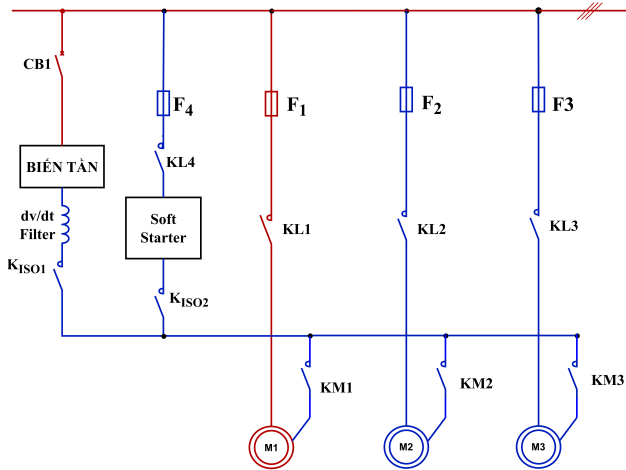 CB1
F4
F1
F2
F3
BIẾN TẦN
KL4
dv/dt
Filter
Soft
Starter
KL1
KL2
KL3
KISO1
KISO2
KM1
KM2
KM3
M1
M2
M3